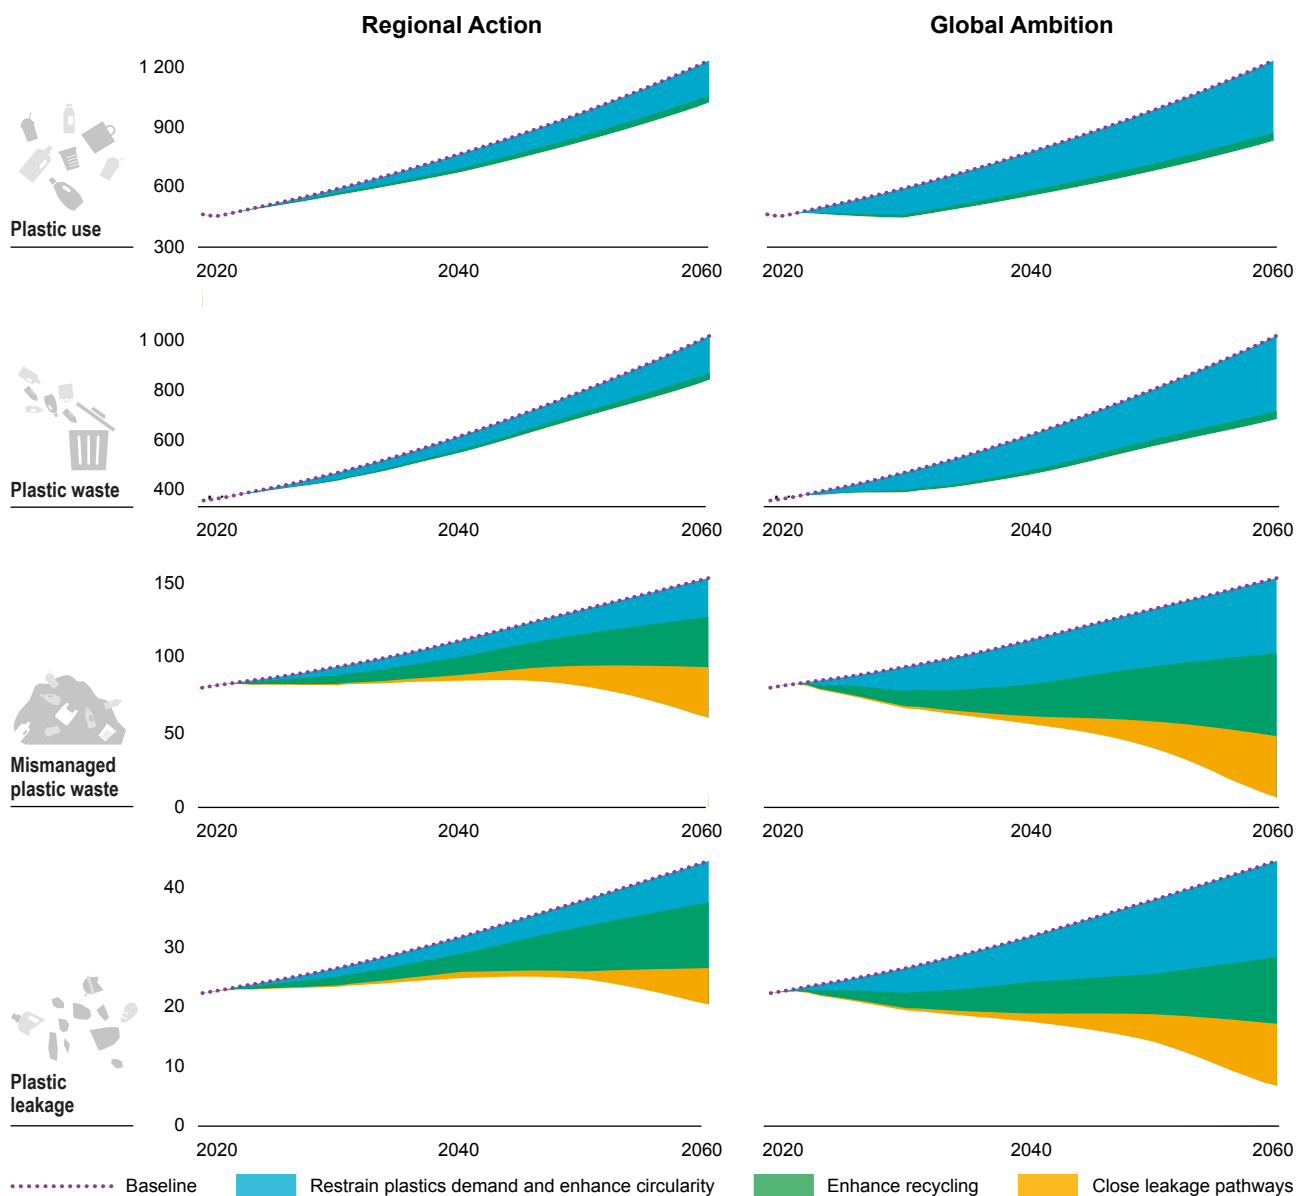 Regional Action
Global Ambition
1 200
900
600
300
Plastic use
2020 2040 2060
2020 2040 2060
1 000
800
600
400
Plastic waste
2020 2040 2060
2020 2040 2060
150
100
50
0
Mismanaged
plastic waste
2020 2040 2060
2020 2040 2060
40
30
20
10
0
Plastic
leakage
2020 2040 2060
2020 2040 2060
Baseline
Restrain plastics demand and enhance circularity
Enhance recycling
Close leakage pathways